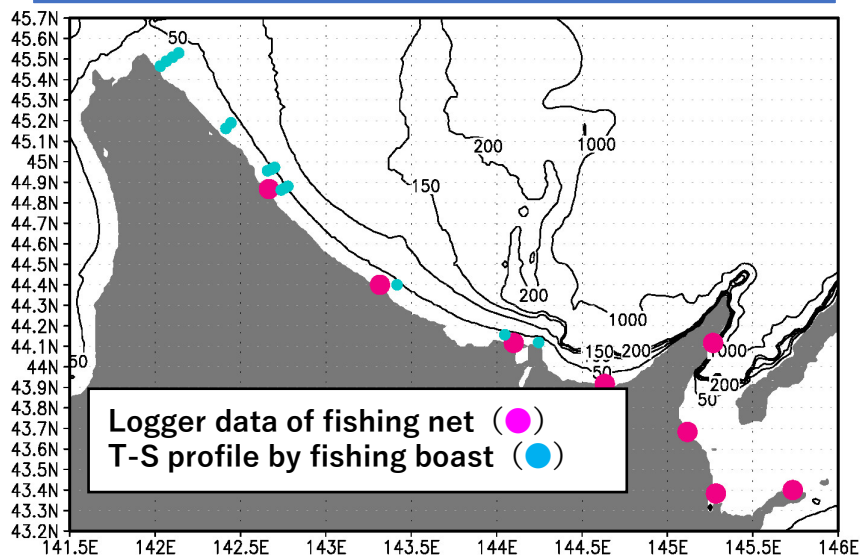 45.7N
45.6N
45.5N
45.4N
45.3N
45.2N
45.1N
45N
44.9N
44.8N
44.7N
44.6N
44.5N
44.4N
44.3N
44.2N
44.1N
44N
43.9N
43.8N
43.7N
43.6N
43.5N
43.4N
43.3N
43.2N
50
200
1000
150
200
1000
150 200
50
1000
200
50
50
Logger data of fishing net （ ）
T-S profile by fishing boast （ ）
141.5E 142E 142.5E 143E 143.5E 144E 144.5E 145E 145.5E 146E